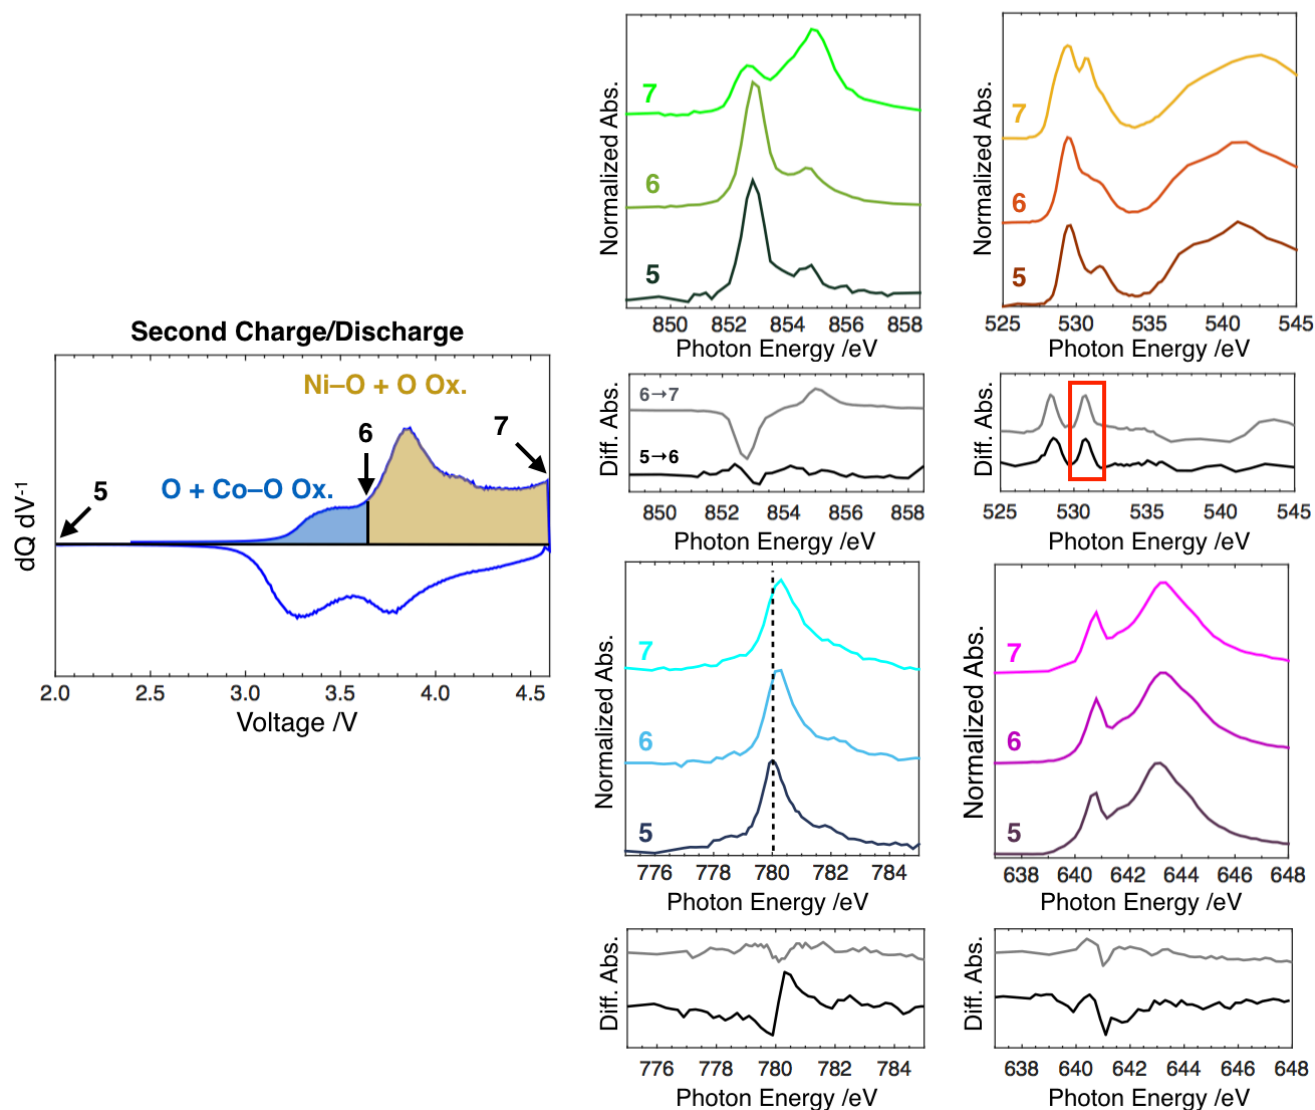 Second Charge/Discharge
Ni–O + O Ox.
O + Co–O Ox.
5
6
7
dQ dV-1
2.0 2.5 3.0 3.5 4.0 4.5
Voltage /V
7
6
5
Normalized Abs.
850 852 854 856 858
Photon Energy /eV
7
6
5
Normalized Abs.
525 530 535 540 545
Photon Energy /eV
6→7
5→6
Diff. Abs.
850 852 854 856 858
Photon Energy /eV
Diff. Abs.
525 530 535 540 545
Photon Energy /eV
7
6
5
Normalized Abs.
776 778 780 782 784
Photon Energy /eV
7
6
5
Normalized Abs.
638 640 642 644 646 648
Photon Energy /eV
Diff. Abs.
776 778 780 782 784
Photon Energy /eV
Diff. Abs.
638 640 642 644 646 648
Photon Energy /eV